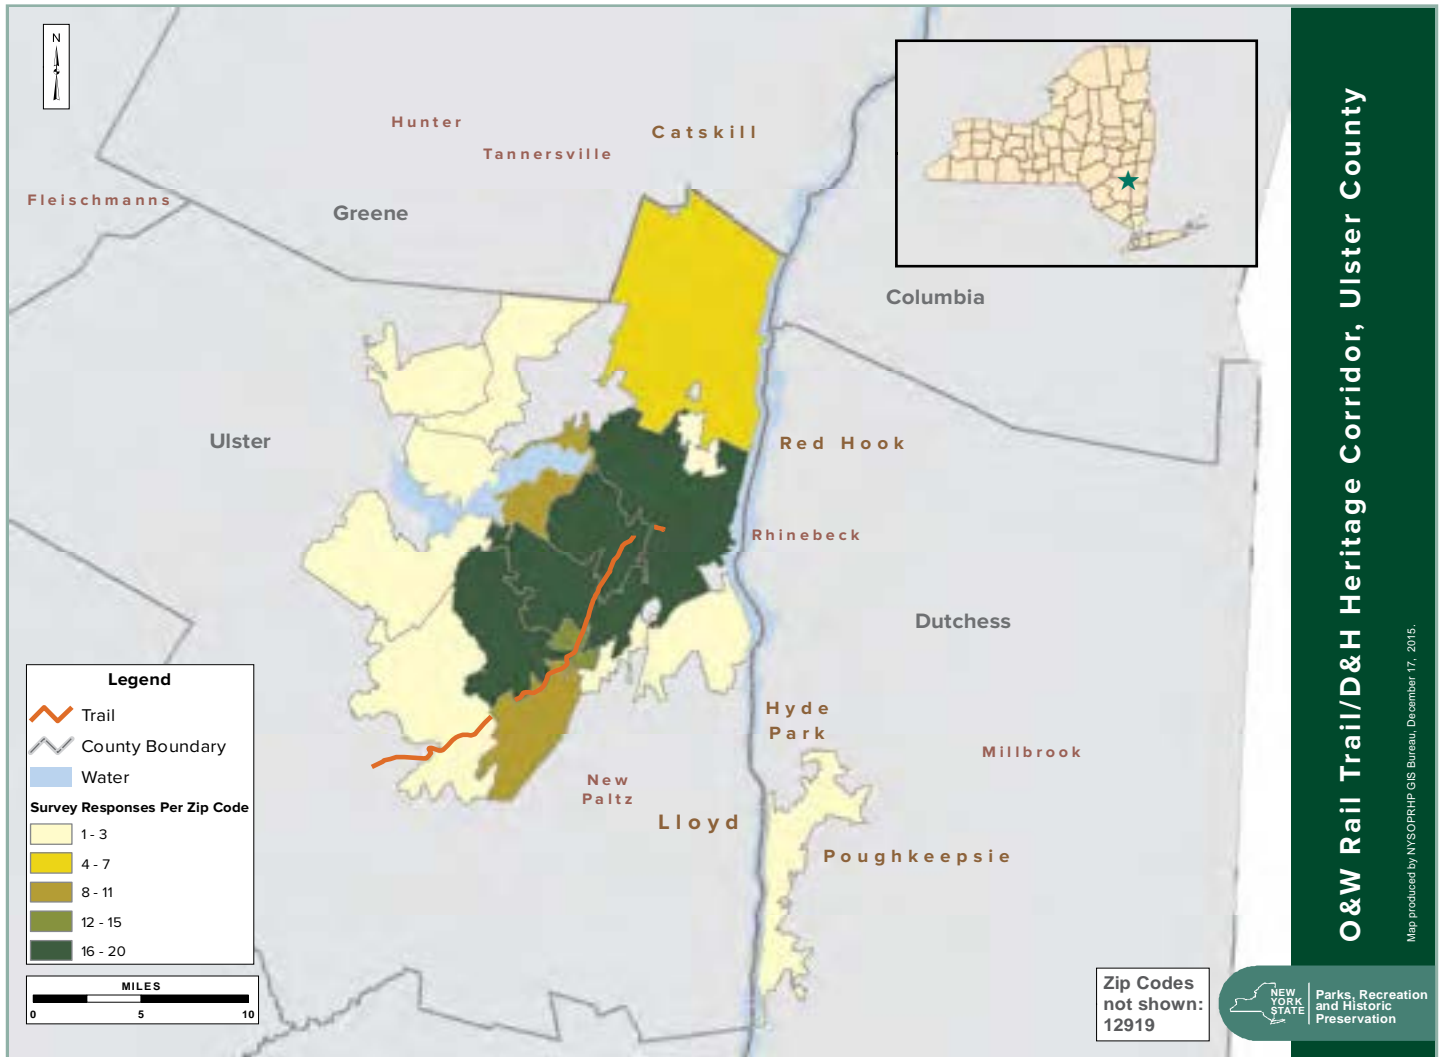 N
Hunter
Tannersville
Catskill
Fleischmanns
Greene
Columbia
Ulster
Red Hook
Rhinebeck
Dutchess
Hyde
Park
Millbrook
New
Paltz
Lloyd
Poughkeepsie
Legend
Trail
County Boundary
Water
Survey Responses Per Zip Code
1 - 3
4 - 7
8 - 11
12 - 15
16 - 20
MILES
0 5 10
Zip Codes
not shown:
12919
O&W Rail Trail/D&H Heritage Corridor, Ulster County
Map produced by NYSOPRHP GIS Bureau, December 17, 2015.
NEW
YORK
STATE
Parks, Recreation
and Historic
Preservation